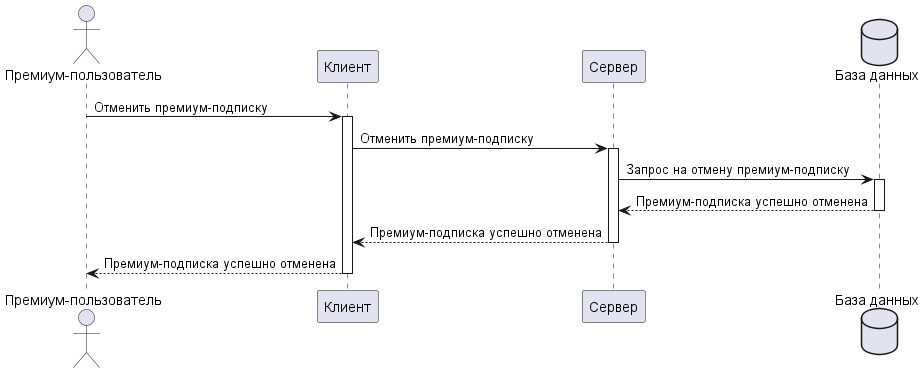 Премиум-пользователь
Клиент
Сервер
База данных
Отменить премиум-подписку
Отменить премиум-подписку
Запрос на отмену премиум-подписку
Премиум-подписка успешно отменена
Премиум-подписка успешно отменена
Премиум-подписка успешно отменена
Премиум-пользователь
Клиент
Сервер
База данных